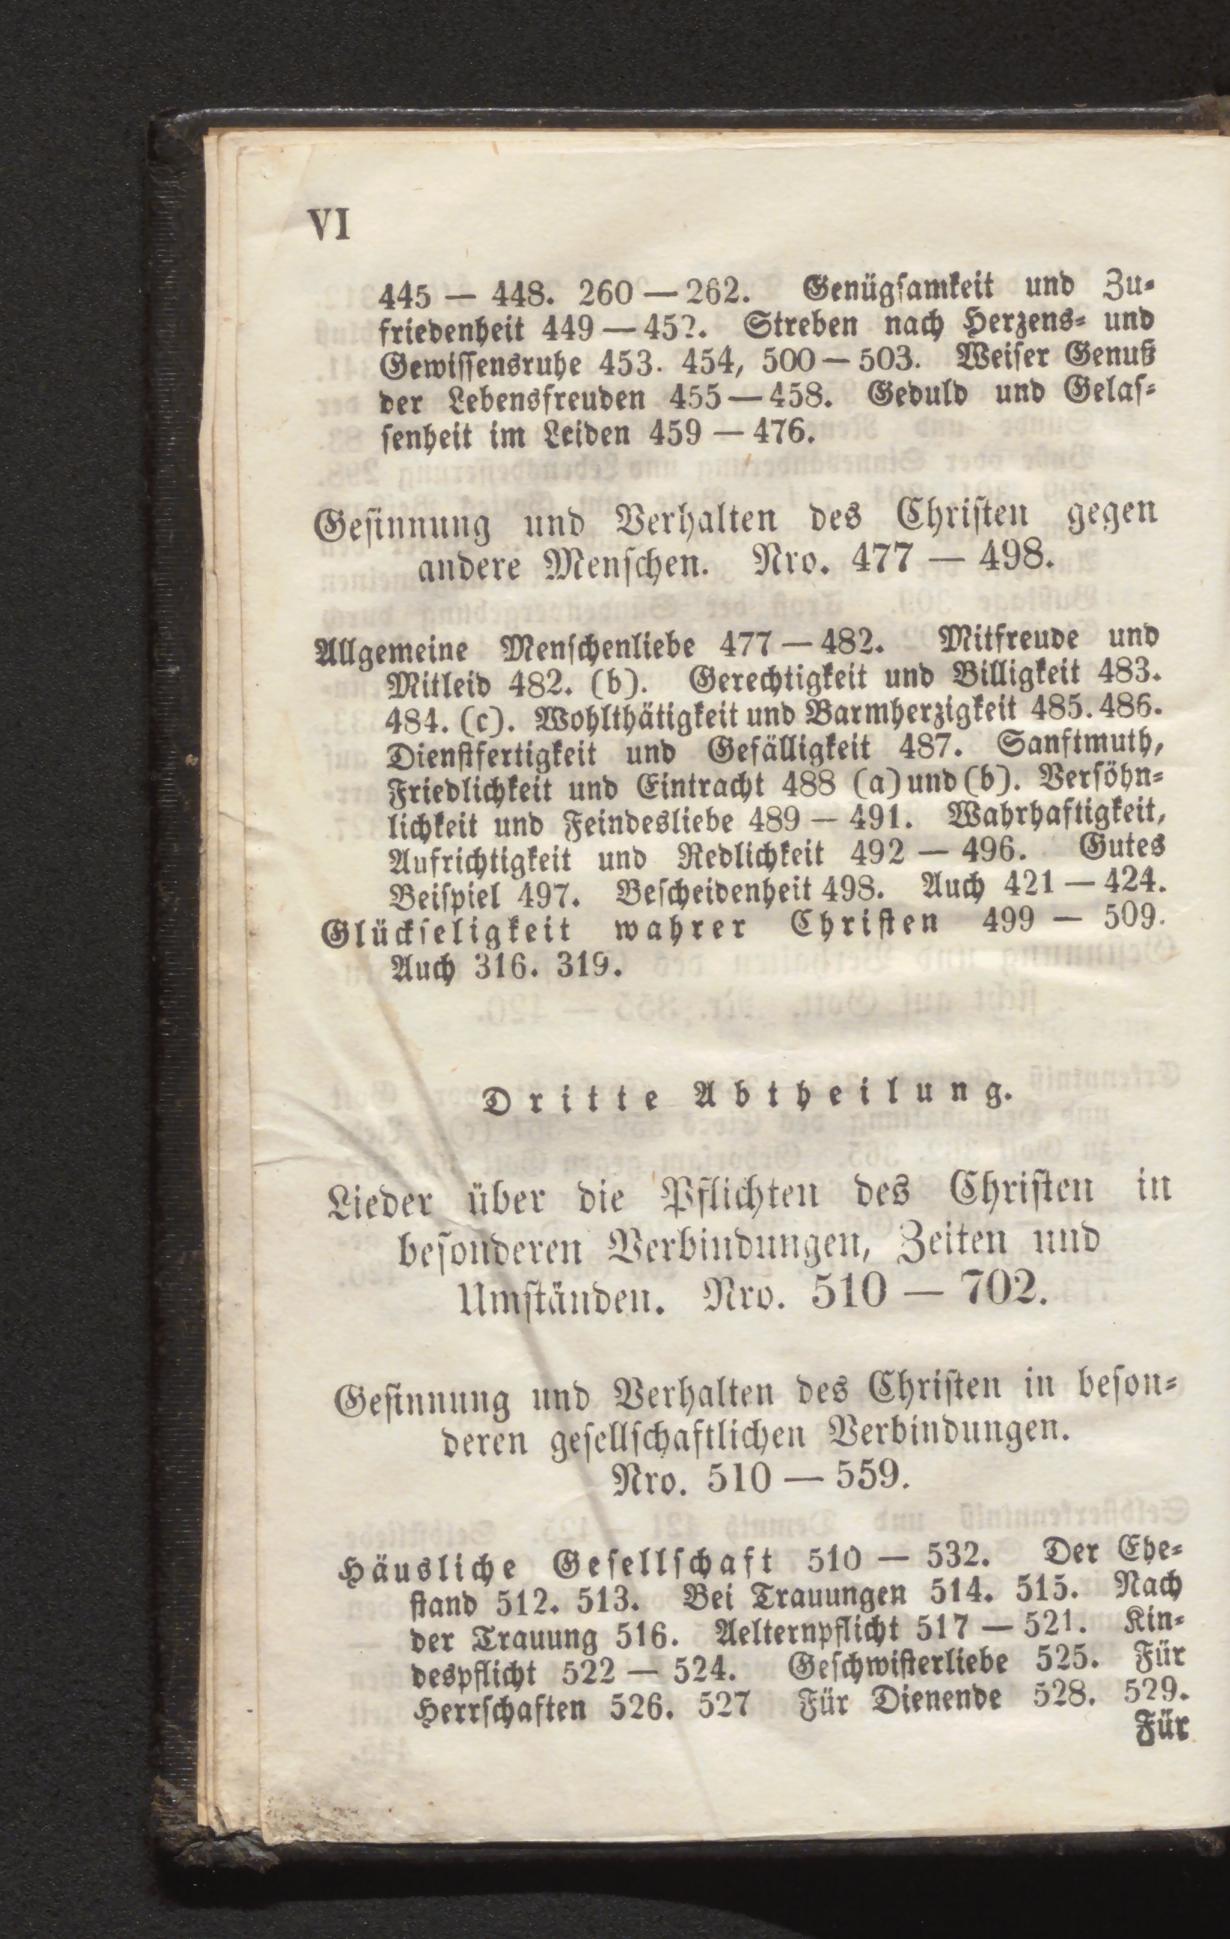 VI
445 — 448. 260 — 262. Genügsamkeit und Zu-
friedenheit 449 — 452. Streben nach Herzens- und
Gewissensruhe 453. 454, 500 — 503. Weiser Genuß
der Lebensfreuden 455 — 458. Geduld und Gelas-
senheit im Leiden 459 — 476.
Gesinnung und Verhalten des Christen gegen
andere Menschen. Nro. 477 — 498.
Allgemeine Menschenliebe 477 — 482. Mitfreude und
Mitleid 482. (b). Gerechtigkeit und Billigkeit 483.
484. (c). Wohlthätigkeit und Barmherzigkeit 485. 486.
Dienstfertigkeit und Gefälligkeit 487. Sanftmuth,
Friedlichkeit und Eintracht 488 (a) und (b). Versöhn-
lichkeit und Feindesliebe 489 — 491. Wahrhaftigkeit,
Aufrichtigkeit und Redlichkeit 492 — 496. Gutes
Beispiel 497. Bescheidenheit 498. Auch 421 — 424.
Glückseligkeit wahrer Christen 499 — 509.
Auch 316. 319.
Dritte Abtheilung.
Lieder über die Pflichten des Christen in
besonderen Verbindungen, Zeiten und
Umständen. Nro. 510 — 702.
Gesinnung und Verhalten des Christen in beson-
deren gesellschaftlichen Verbindungen.
Nro. 510 — 559.
Häusliche Gesellschaft 510 — 532. Der Ehe-
stand 512. 513. Bei Trauungen 514. 515. Nach
der Trauung 516. Aelternpflicht 517 — 521. Kin-
despflicht 522 — 524. Geschwisterliebe 525. Für
Herrschaften 526. 527 Für Dienende 528. 529.
Für